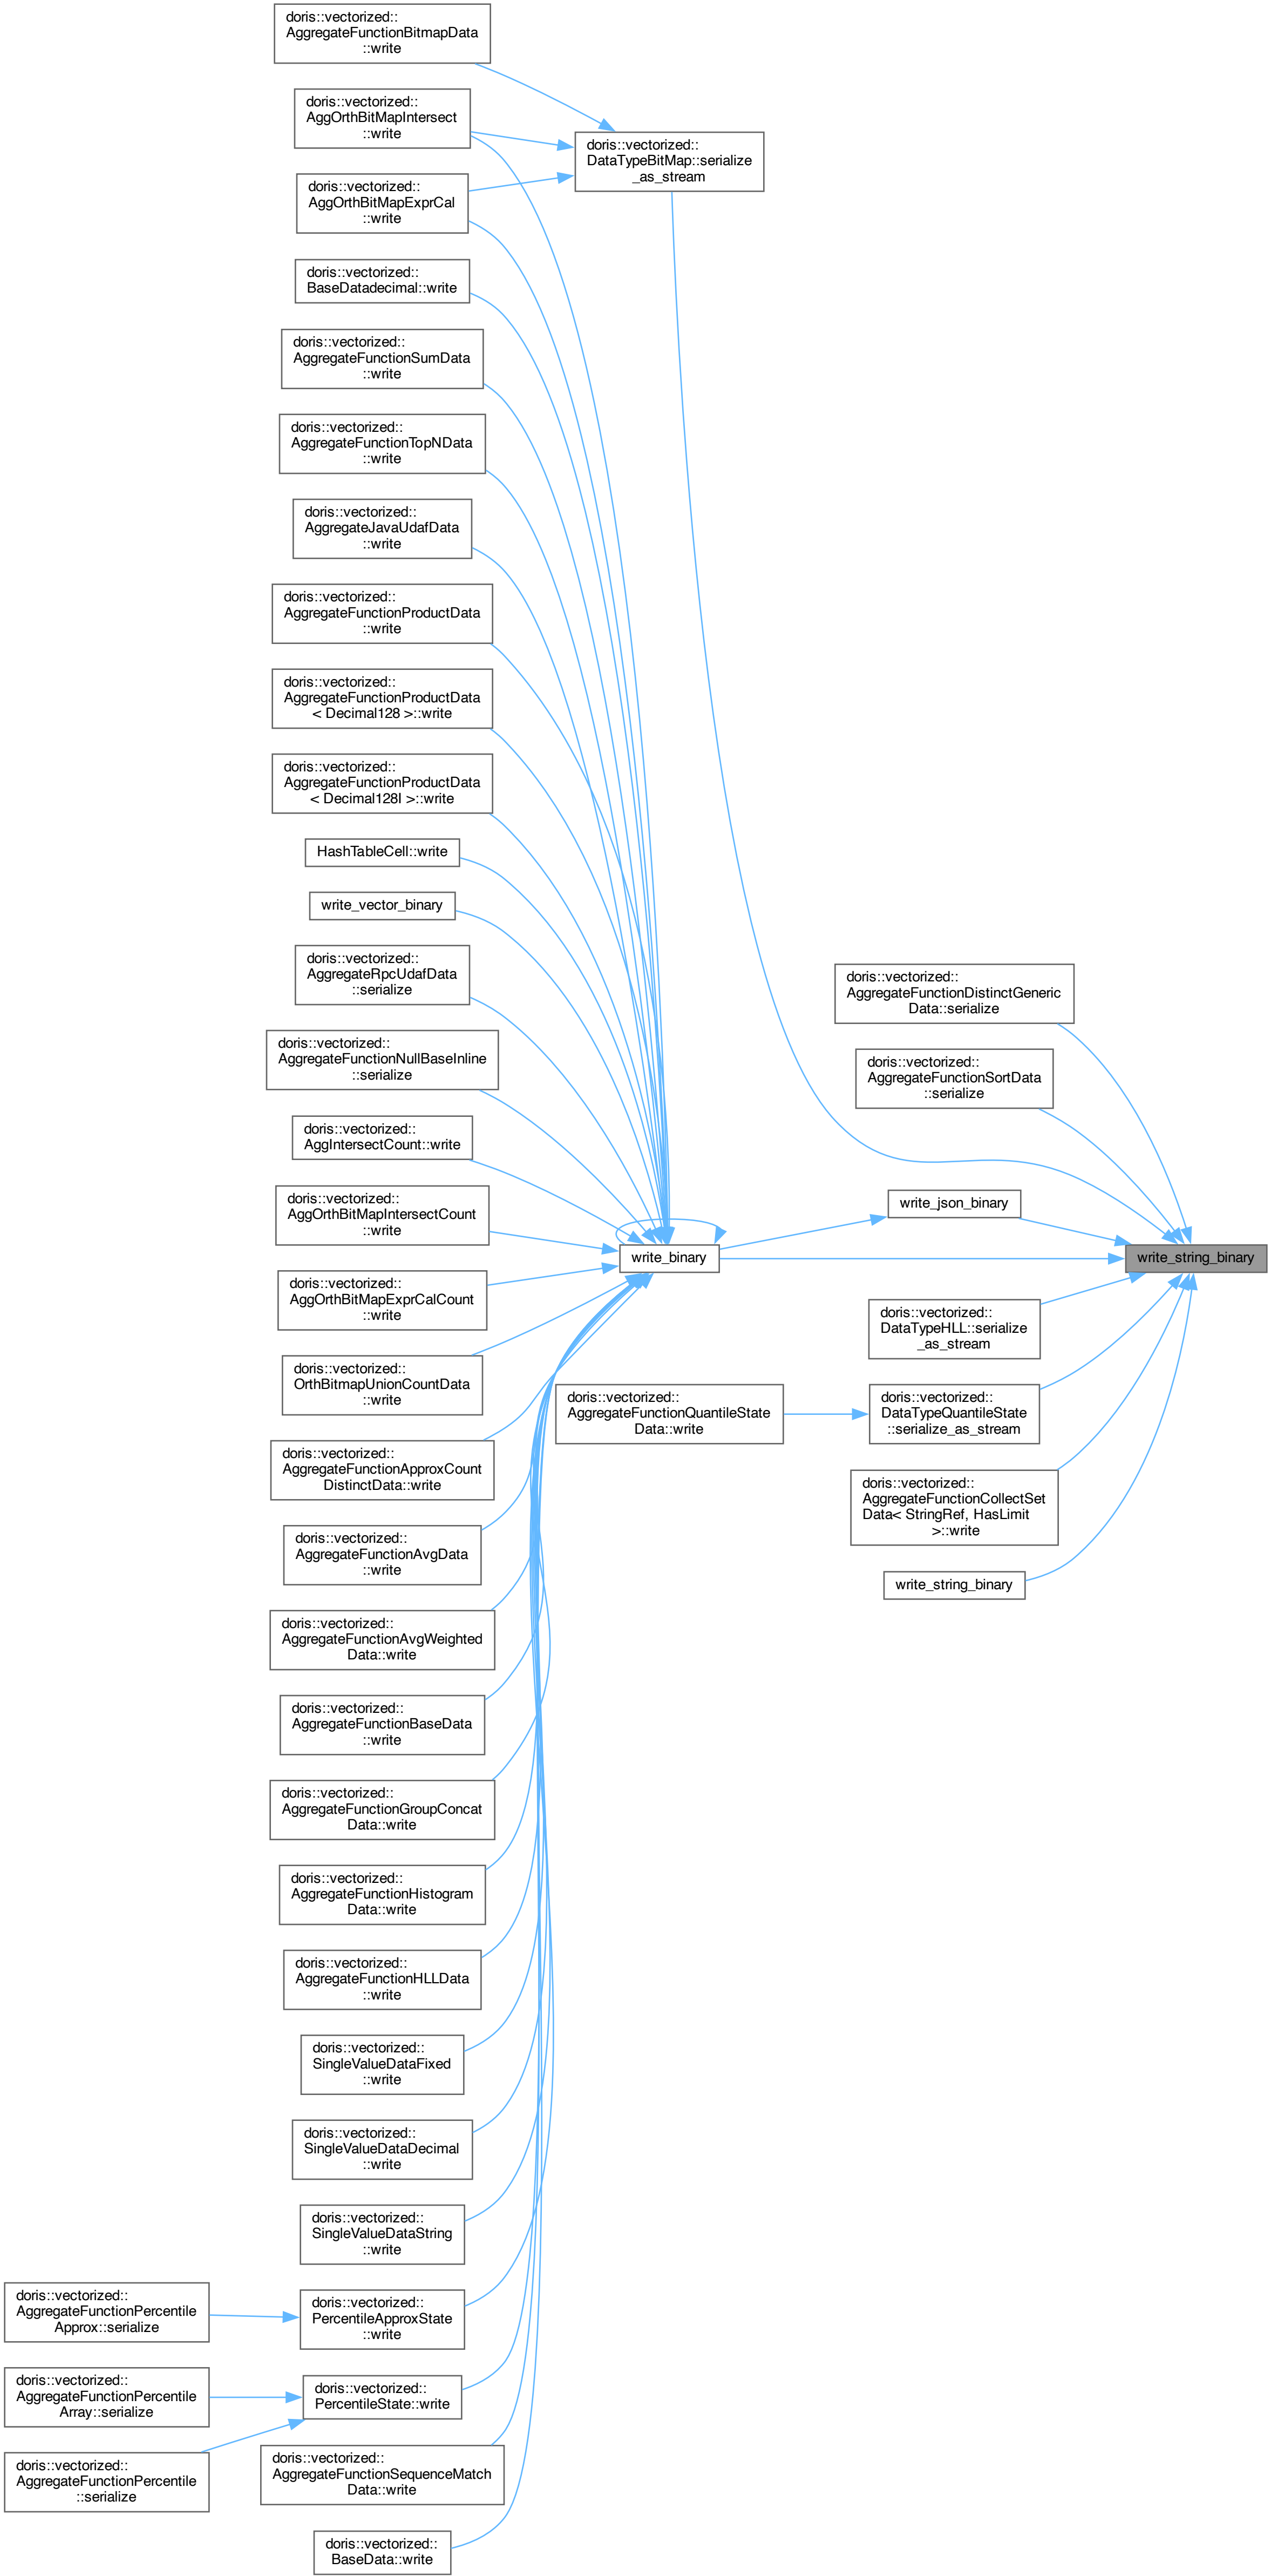 doris::vectorized::
AggregateFunctionBitmapData
::write
doris::vectorized::
AggOrthBitMapIntersect
::write
doris::vectorized::
DataTypeBitMap::serialize
_as_stream
doris::vectorized::
AggOrthBitMapExprCal
::write
doris::vectorized::
BaseDatadecimal::write
doris::vectorized::
AggregateFunctionSumData
::write
doris::vectorized::
AggregateFunctionTopNData
::write
doris::vectorized::
AggregateJavaUdafData
::write
doris::vectorized::
AggregateFunctionProductData
::write
doris::vectorized::
AggregateFunctionProductData
< Decimal128 >::write
doris::vectorized::
AggregateFunctionProductData
< Decimal128I >::write
HashTableCell::write
write_vector_binary
doris::vectorized::
AggregateRpcUdafData
::serialize
doris::vectorized::
AggregateFunctionNullBaseInline
::serialize
doris::vectorized::
AggIntersectCount::write
doris::vectorized::
AggOrthBitMapIntersectCount
::write
doris::vectorized::
AggOrthBitMapExprCalCount
::write
doris::vectorized::
OrthBitmapUnionCountData
::write
doris::vectorized::
AggregateFunctionApproxCount
DistinctData::write
doris::vectorized::
AggregateFunctionAvgData
::write
doris::vectorized::
AggregateFunctionAvgWeighted
Data::write
doris::vectorized::
AggregateFunctionBaseData
::write
doris::vectorized::
AggregateFunctionGroupConcat
Data::write
doris::vectorized::
AggregateFunctionHistogram
Data::write
doris::vectorized::
AggregateFunctionHLLData
::write
doris::vectorized::
SingleValueDataFixed
::write
doris::vectorized::
SingleValueDataDecimal
::write
doris::vectorized::
SingleValueDataString
::write
doris::vectorized::
PercentileApproxState
::write
doris::vectorized::
AggregateFunctionPercentile
Approx::serialize
doris::vectorized::
PercentileState::write
doris::vectorized::
AggregateFunctionPercentile
Array::serialize
doris::vectorized::
AggregateFunctionPercentile
::serialize
doris::vectorized::
AggregateFunctionSequenceMatch
Data::write
doris::vectorized::
BaseData::write
write_binary
doris::vectorized::
AggregateFunctionQuantileState
Data::write
doris::vectorized::
AggregateFunctionDistinctGeneric
Data::serialize
doris::vectorized::
AggregateFunctionSortData
::serialize
write_json_binary
write_string_binary
doris::vectorized::
DataTypeHLL::serialize
_as_stream
doris::vectorized::
DataTypeQuantileState
::serialize_as_stream
doris::vectorized::
AggregateFunctionCollectSet
Data< StringRef, HasLimit
>::write
write_string_binary